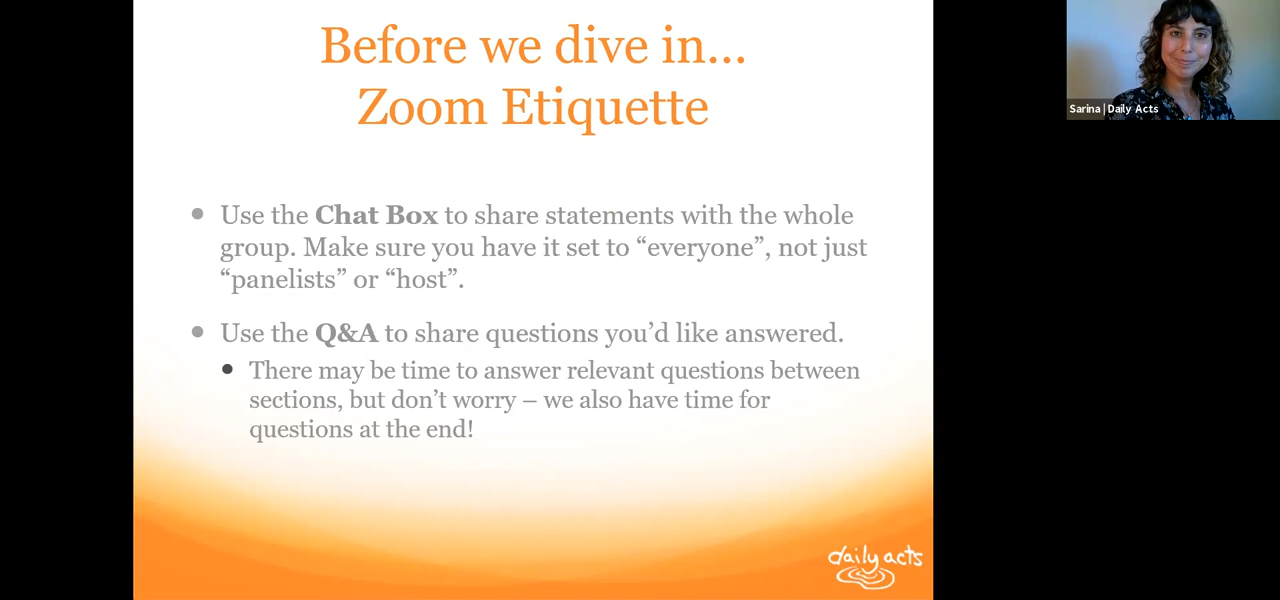 Before we dive in...
Zoom Etiquette
Sarina | Daily Acts
• Use the Chat Box to share statements with the whole
group. Make sure you have it set to “everyone”, not just
“panelists” or “host”.
• Use the Q&A to share questions you’d like answered.
• There may be time to answer relevant questions between
sections, but don’t worry – we also have time for
questions at the end!
daily acts